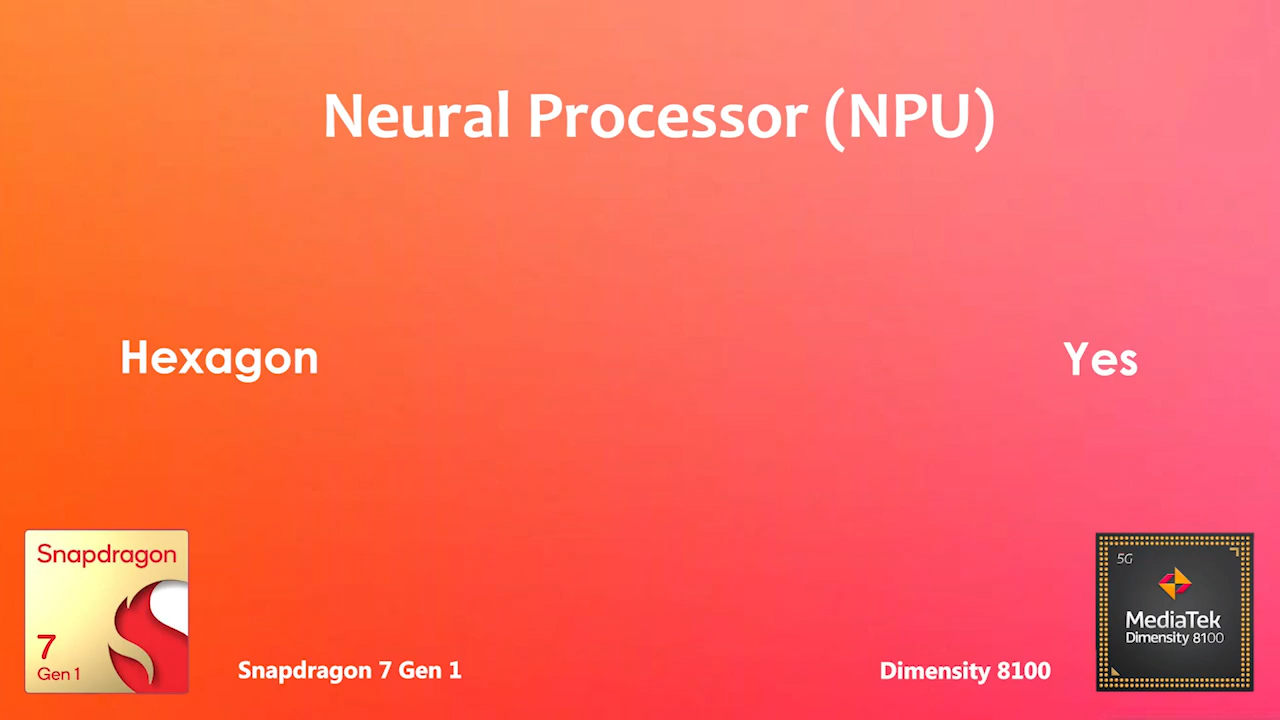 Neural Processor (NPU)
Hexagon
Yes
Snapdragon
7
Gen 1
Snapdragon 7 Gen 1
Dimensity 8100
5G
MediaTek
Dimensity 8100